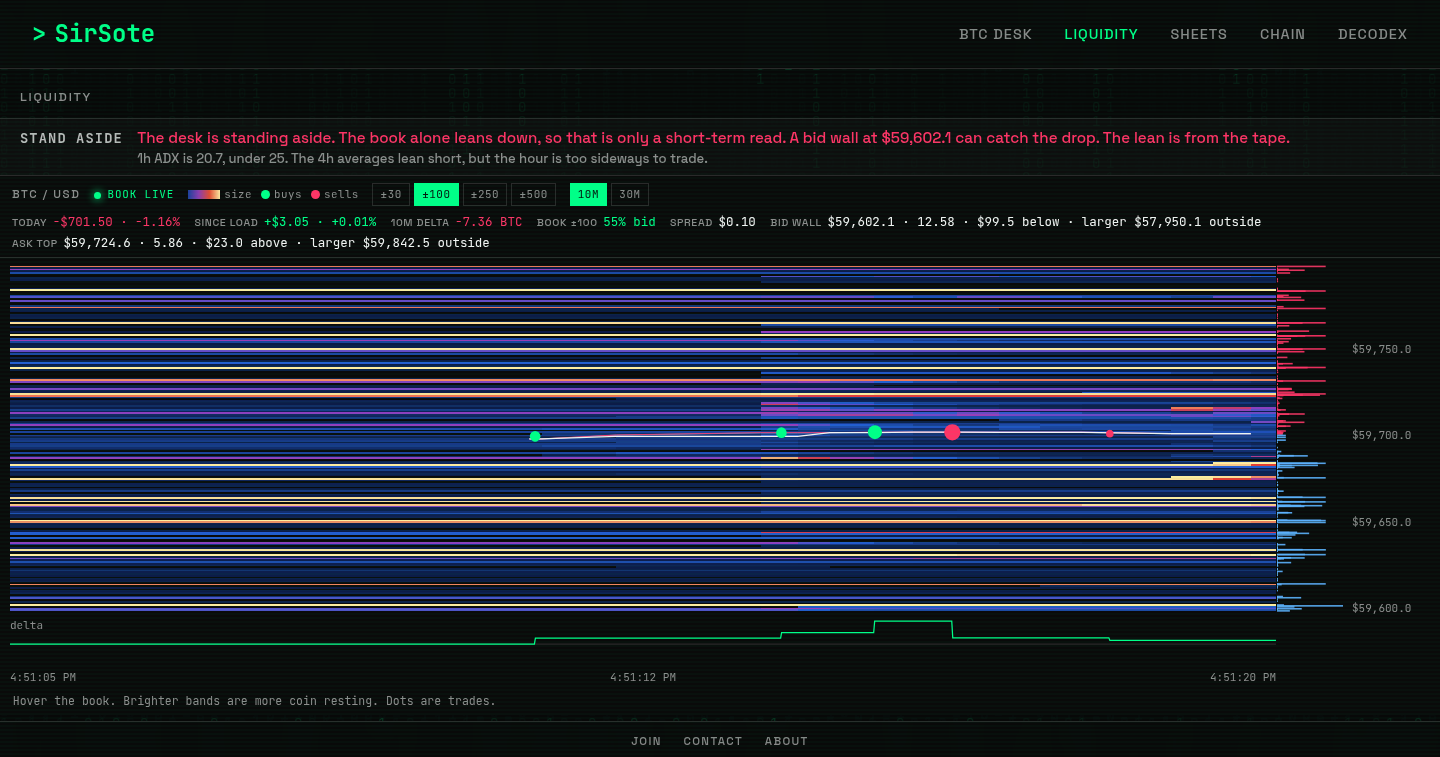 > SirSote
BTC DESK LIQUIDITY SHEETS CHAIN DECODEX
LIQUIDITY
STAND ASIDE The desk is standing aside. The book alone leans down, so that is only a short-term read. A bid wall at $59,602.1 can catch the drop. The lean is from the tape.
1h ADX is 20.7, under 25. The 4h averages lean short, but the hour is too sideways to trade.
BTC / USD BOOK LIVE size buys sells ±30 ±100 ±250 ±500 10M 30M
TODAY -$701.50 · -1.16% SINCE LOAD +$3.05 · +0.01% 10M DELTA -7.36 BTC BOOK ±100 55% bid SPREAD $0.10 BID WALL $59,602.1 · 12.58 · $99.5 below · larger $57,950.1 outside
ASK TOP $59,724.6 · 5.86 · $23.0 above · larger $59,842.5 outside
$59,750.0
$59,700.0
$59,650.0
$59,600.0
delta
4:51:05 PM 4:51:12 PM 4:51:20 PM
Hover the book. Brighter bands are more coin resting. Dots are trades.
JOIN CONTACT ABOUT